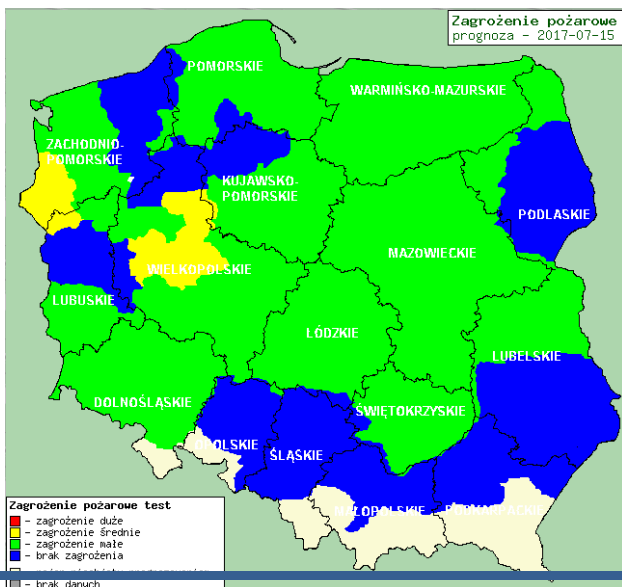 Zagrożenie pożarowe
prognoza - 2017-07-15
POMORSKIE
WARMIŃSKO-MAZURSKIE
ZACHODNIO-
POMORSKIE
KUJAWSKO-
POMORSKIE
PODLASKIE
MAZOWIECKIE
WIELKOPOLSKIE
LUBUSKIE
ŁÓDZKIE
LUBELSKIE
DOLNOŚLĄSKIE
ŚWIĘTOKRZYSKIE
OPOLSKIE
ŚLĄSKIE
MAŁOPOLSKIE
PODKARPACKIE
Zagrożenie pożarowe test
- zagrożenie duże
- zagrożenie średnie
- zagrożenie małe
- brak zagrożenia
- brak danych